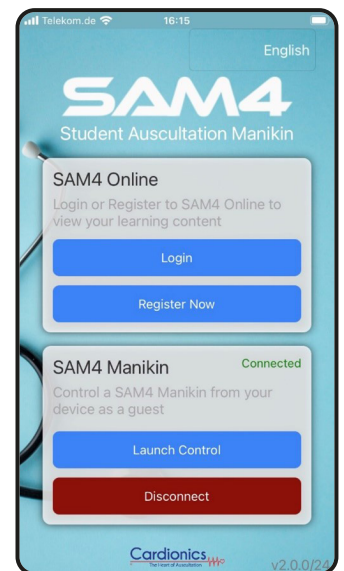 Telekom.de 16:15
English
SAM4
Student Auscultation Manikin
SAM4 Online
Login or Register to SAM4 Online to
view your learning content
Login
Register Now
SAM4 Manikin Connected
Control a SAM4 Manikin from your
device as a guest
Launch Control
Disconnect
Cardionics
The Heart of Auscultation
v2.0.0/24